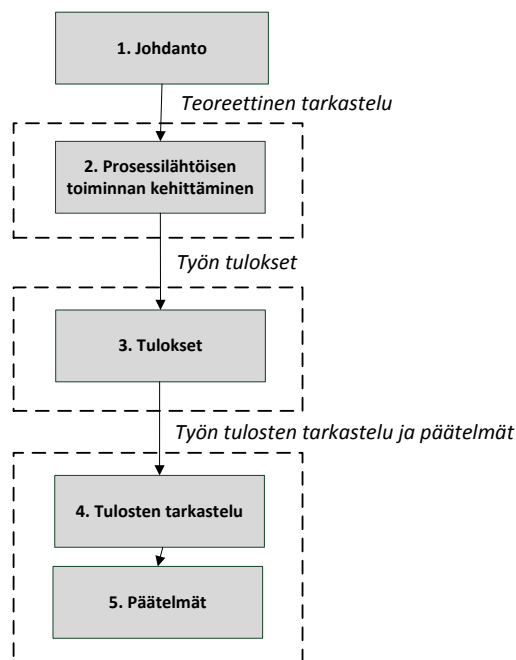 1. Johdanto
Teoreettinen tarkastelu
2. Prosessilähtöisen
toiminnan kehittäminen
Työn tulokset
3. Tulokset
Työn tulosten tarkastelu ja päätelmät
4. Tulosten tarkastelu
5. Päätelmät